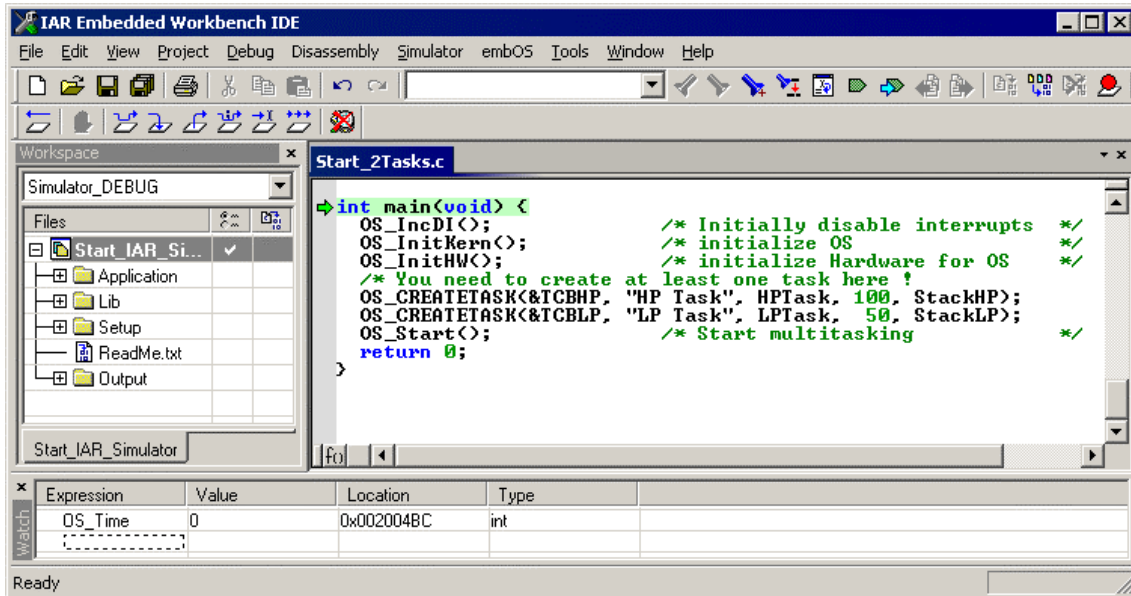 IAR Embedded Workbench IDE
File Edit View Project Debug Disassembly Simulator embOS Tools Window Help
Workspace
Start_2Tasks.c
Simulator_DEBUG
Files
Start_IAR_Si...
Application
Lib
Setup
ReadMe.txt
Output
Start_IAR_Simulator
int main(void) {
OS_IncDI(); /* Initially disable interrupts */
OS_InitKern(); /* initialize OS */
OS_InitHW(); /* initialize Hardware for OS */
/* You need to create at least one task here !
OS_CREATETASK(&TCBHP, "HP Task", HPTask, 100, StackHP);
OS_CREATETASK(&TCBLP, "LP Task", LPTask, 50, StackLP);
OS_Start(); /* Start multitasking */
return 0;
}
f()
Watch
Expression Value Location Type
OS_Time 0 0x002004BC int
Ready